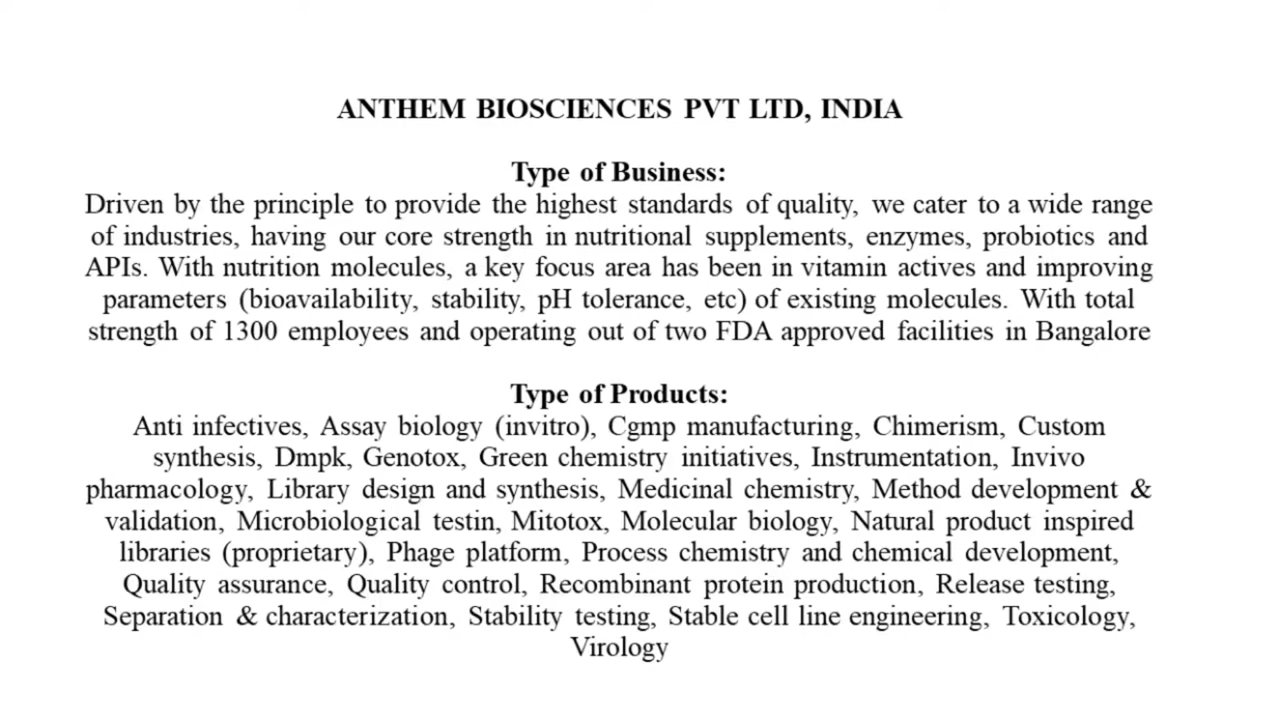 ANTHEM BIOSCIENCES PVT LTD, INDIA
Type of Business:
Driven by the principle to provide the highest standards of quality, we cater to a wide range
of industries, having our core strength in nutritional supplements, enzymes, probiotics and
APIs. With nutrition molecules, a key focus area has been in vitamin actives and improving
parameters (bioavailability, stability, pH tolerance, etc) of existing molecules. With total
strength of 1300 employees and operating out of two FDA approved facilities in Bangalore
Type of Products:
Anti infectives, Assay biology (invitro), Cgmp manufacturing, Chimerism, Custom
synthesis, Dmpk, Genotox, Green chemistry initiatives, Instrumentation, Invivo
pharmacology, Library design and synthesis, Medicinal chemistry, Method development &
validation, Microbiological testin, Mitotox, Molecular biology, Natural product inspired
libraries (proprietary), Phage platform, Process chemistry and chemical development,
Quality assurance, Quality control, Recombinant protein production, Release testing,
Separation & characterization, Stability testing, Stable cell line engineering, Toxicology,
Virology